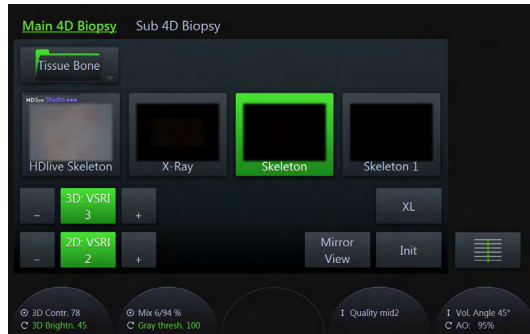 Main 4D Biopsy Sub 4D Biopsy
Tissue Bone
HDlive Studio
HDlive Skeleton X-Ray Skeleton Skeleton 1
3D: VSRI
– 3 +
XL
2D: VSRI
– 2 +
Mirror View
Init
3D Contr. 78
3D Brightn. 45
Mix 6/94 %
Gray thresh. 100
Quality mid2
Vol. Angle 45°
AO: 95%